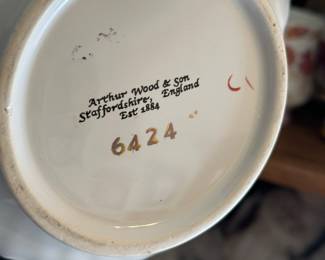 Arthur Wood & Son
Staffordshire, England
Est 1884
6424